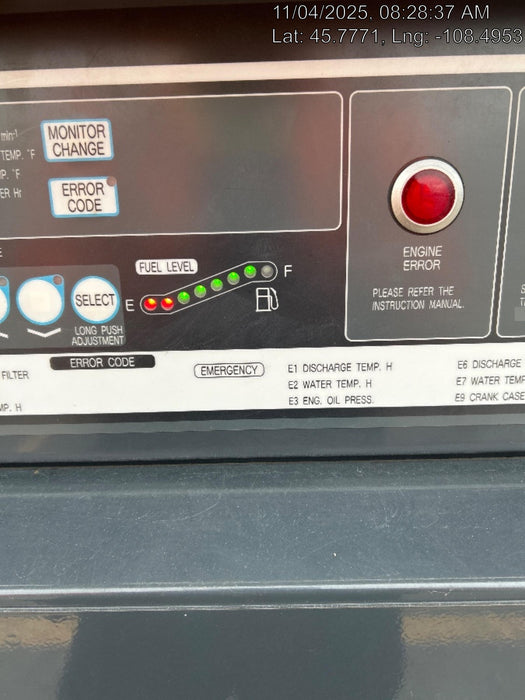 11/04/2025. 08:28:37 AM
Lat: 45.7771, Lng: -108.4953
min-1
MONITOR
CHANGE
TEMP. °F
P. °F
ERROR
CODE
ER Hr
ENGINE
ERROR
PLEASE REFER THE
INSTRUCTION MANUAL.
FUEL LEVEL
E
F
SELECT
LONG PUSH
ADJUSTMENT
ERROR CODE
FILTER
MP. H
EMERGENCY
E1 DISCHARGE TEMP. H
E2 WATER TEMP. H
E3 ENG. OIL PRESS.
E6 DISCHARGE
E7 WATER TEMP
E9 CRANK CASE